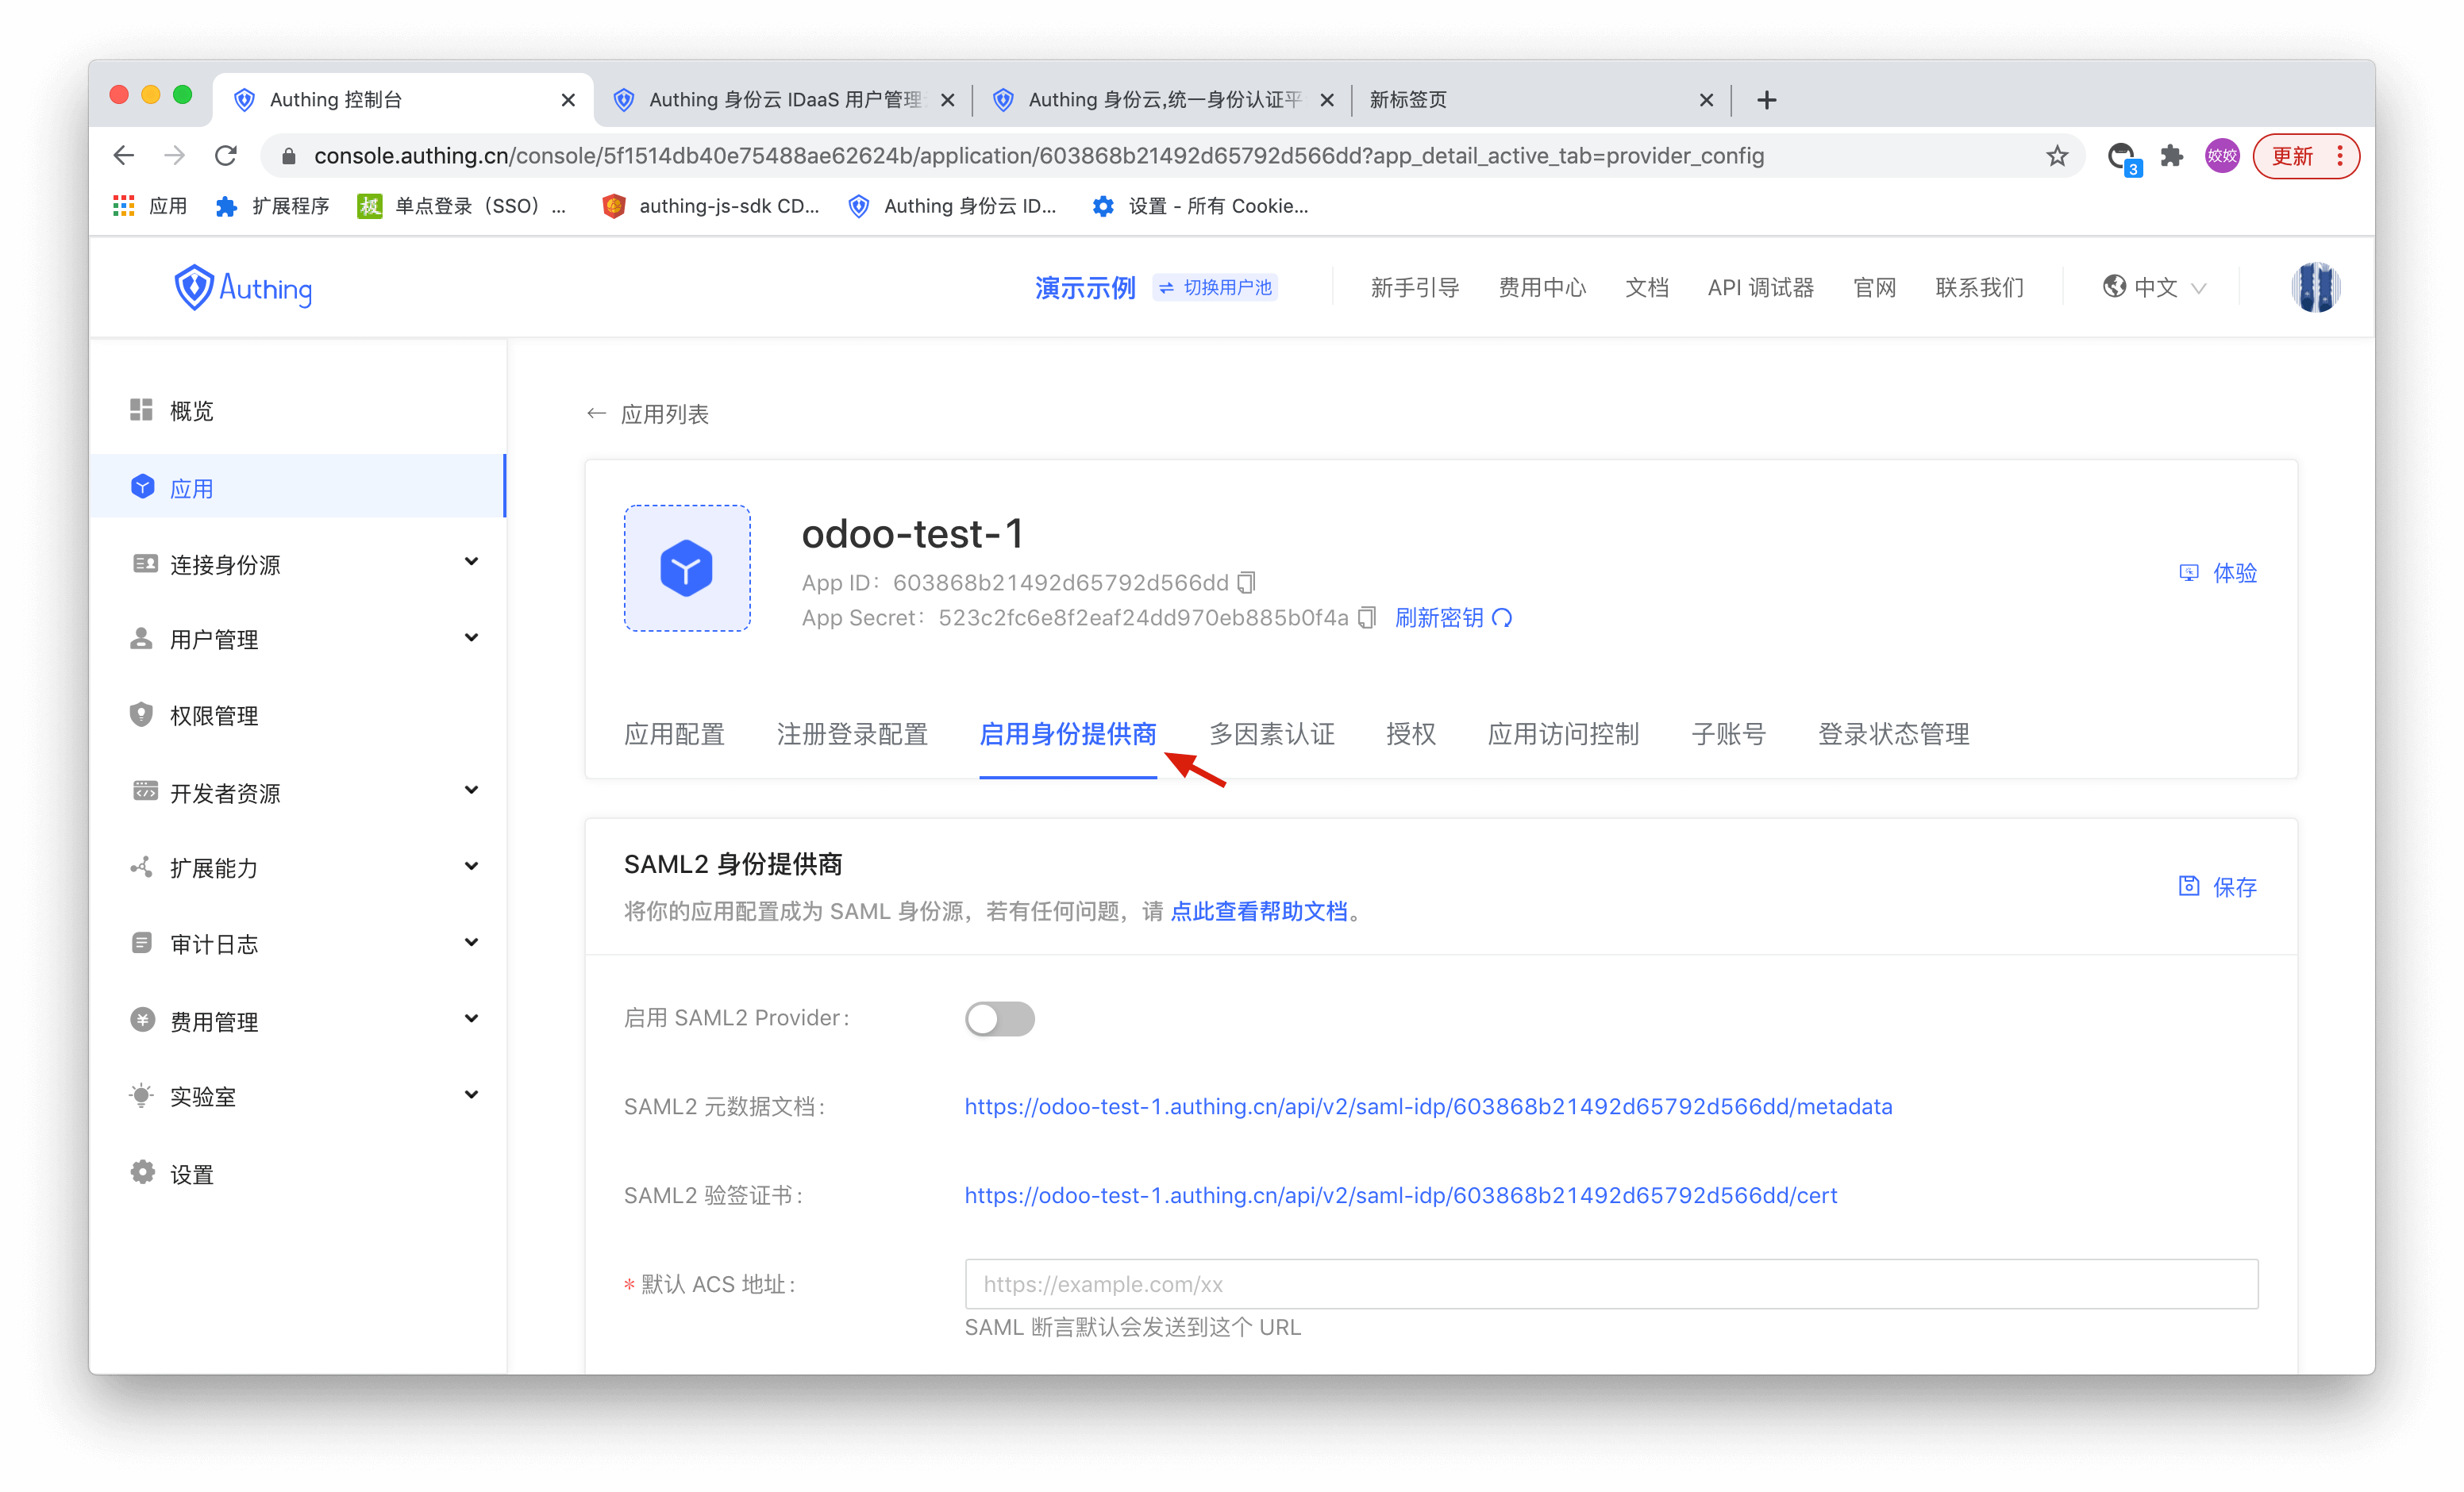 Authing 控制台
Authing 身份云 IDaaS 用户管理
Authing 身份云,统一身份认证平
新标签页
console.authing.cn/console/5f1514db40e75488ae62624b/application/603868b21492d65792d566dd?app_detail_active_tab=provider_config
3
姣姣
更新
应用
扩展程序
极
单点登录（SSO）...
authing-js-sdk CD...
Authing 身份云 ID...
设置 - 所有 Cookie...
Authing
演示示例
切换用户池
新手引导
费用中心
文档
API 调试器
官网
联系我们
中文
概览
应用
连接身份源
用户管理
权限管理
开发者资源
扩展能力
审计日志
费用管理
实验室
设置
← 应用列表
odoo-test-1
App ID：603868b21492d65792d566dd
App Secret：523c2fc6e8f2eaf24dd970eb885b0f4a 刷新密钥
体验
应用配置
注册登录配置
启用身份提供商
多因素认证
授权
应用访问控制
子账号
登录状态管理
SAML2 身份提供商
将你的应用配置成为 SAML 身份源，若有任何问题，请 点此查看帮助文档。
保存
启用 SAML2 Provider：
SAML2 元数据文档： https://odoo-test-1.authing.cn/api/v2/saml-idp/603868b21492d65792d566dd/metadata
SAML2 验签证书： https://odoo-test-1.authing.cn/api/v2/saml-idp/603868b21492d65792d566dd/cert
* 默认 ACS 地址： https://example.com/xx
SAML 断言默认会发送到这个 URL